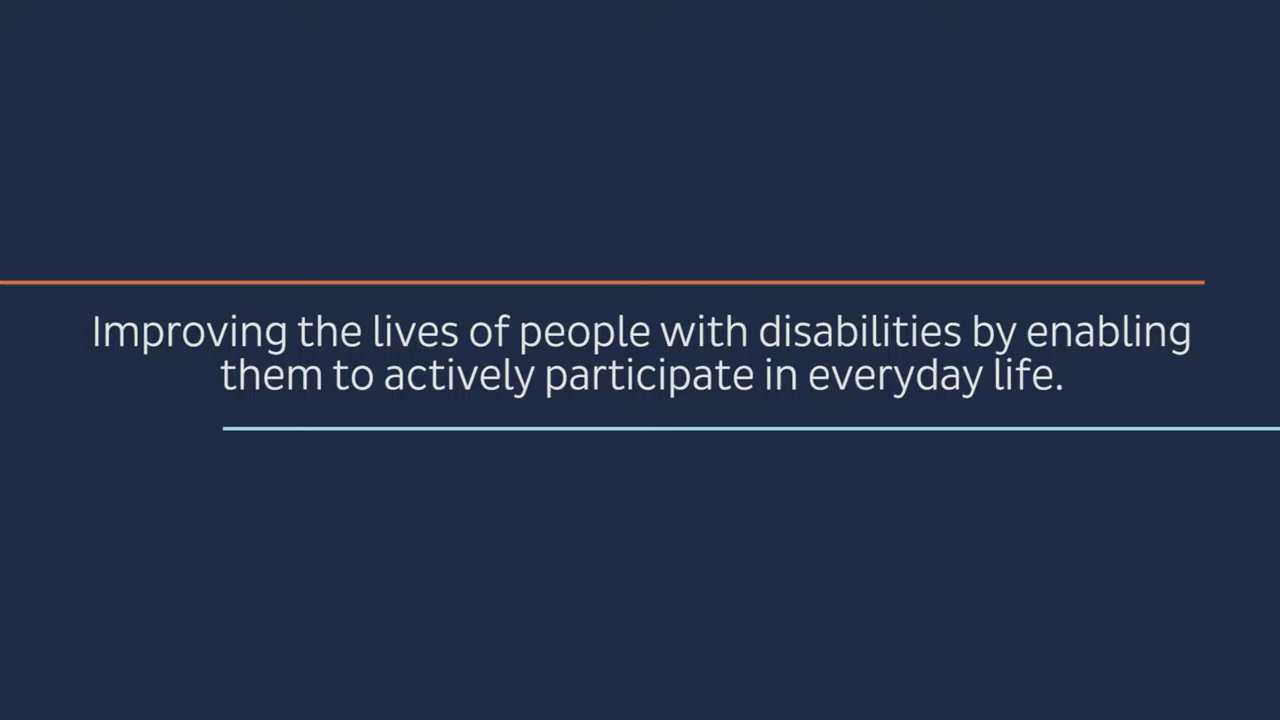 Improving the lives of people with disabilities by enabling
them to actively participate in everyday life.